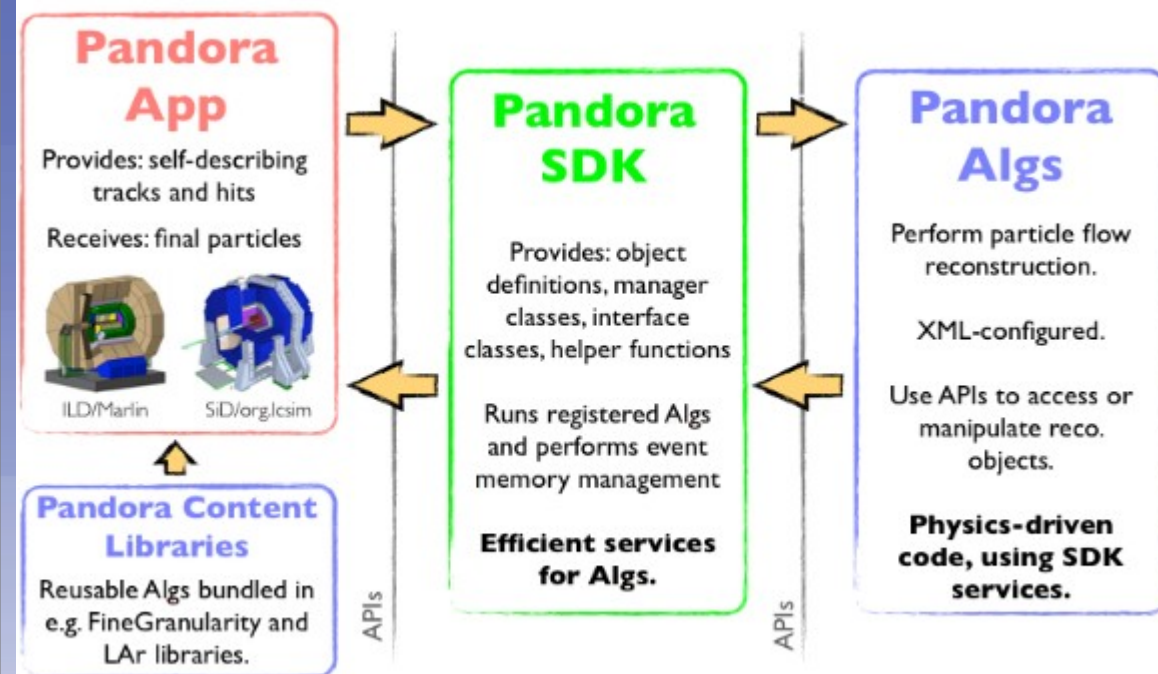 Pandora
App
Provides: self-describing
tracks and hits
Receives: final particles
ILD/Marlin
SiD/org.lcsim
Pandora Content
Libraries
Reusable Algs bundled in
e.g. FineGranularity and
LAr libraries.
APIs
Pandora
SDK
Provides: object
definitions, manager
classes, interface
classes, helper functions
Runs registered Algs
and performs event
memory management
Efficient services
for Algs.
APIs
Pandora
Algs
Perform particle flow
reconstruction.
XML-configured.
Use APIs to access or
manipulate reco.
objects.
Physics-driven
code, using SDK
services.